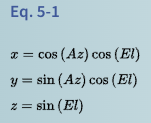 Eq. 5-1
x = cos (Az) cos (El)
y = sin (Az) cos (El)
z = sin (El)